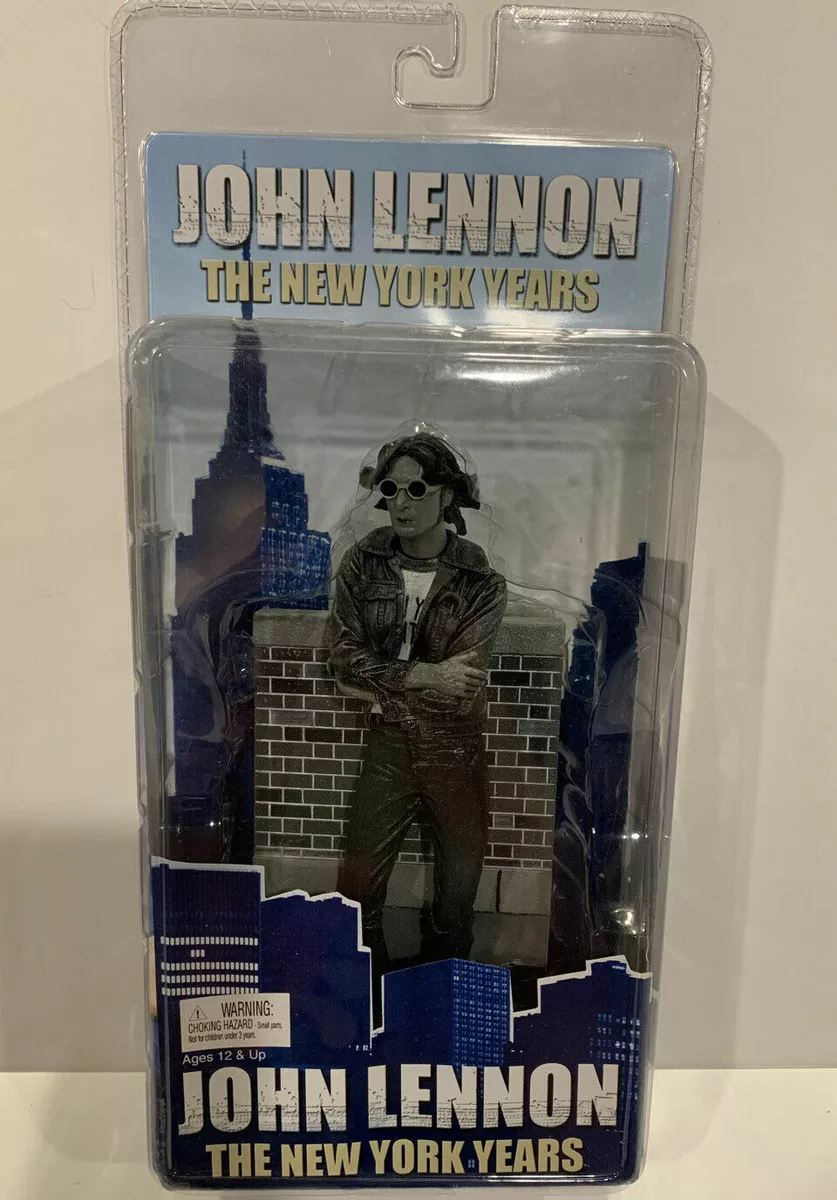 JOHN LENNON
THE NEW YORK YEARS
WARNING:
CHOKING HAZARD - Small parts.
Not for children under 3 years.
Ages 12 & Up
JOHN LENNON
THE NEW YORK YEARS